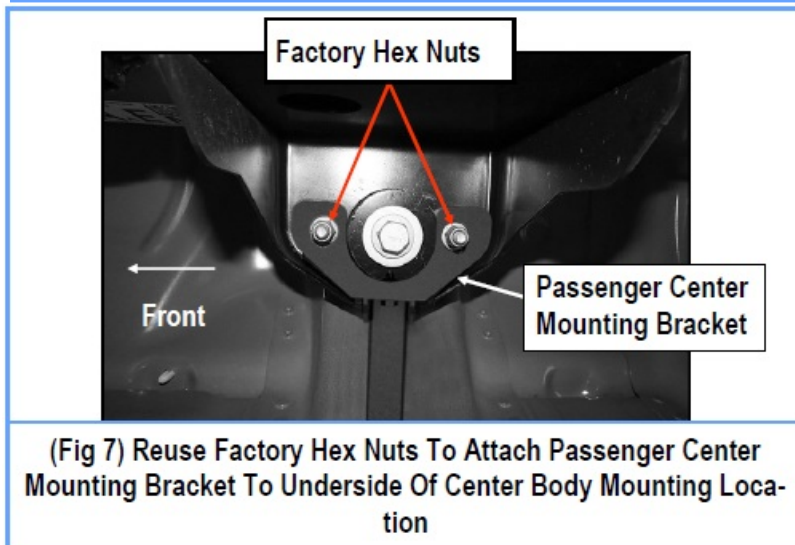 Factory Hex Nuts
Front
Passenger Center
Mounting Bracket
(Fig 7) Reuse Factory Hex Nuts To Attach Passenger Center
Mounting Bracket To Underside Of Center Body Mounting Loca-
tion